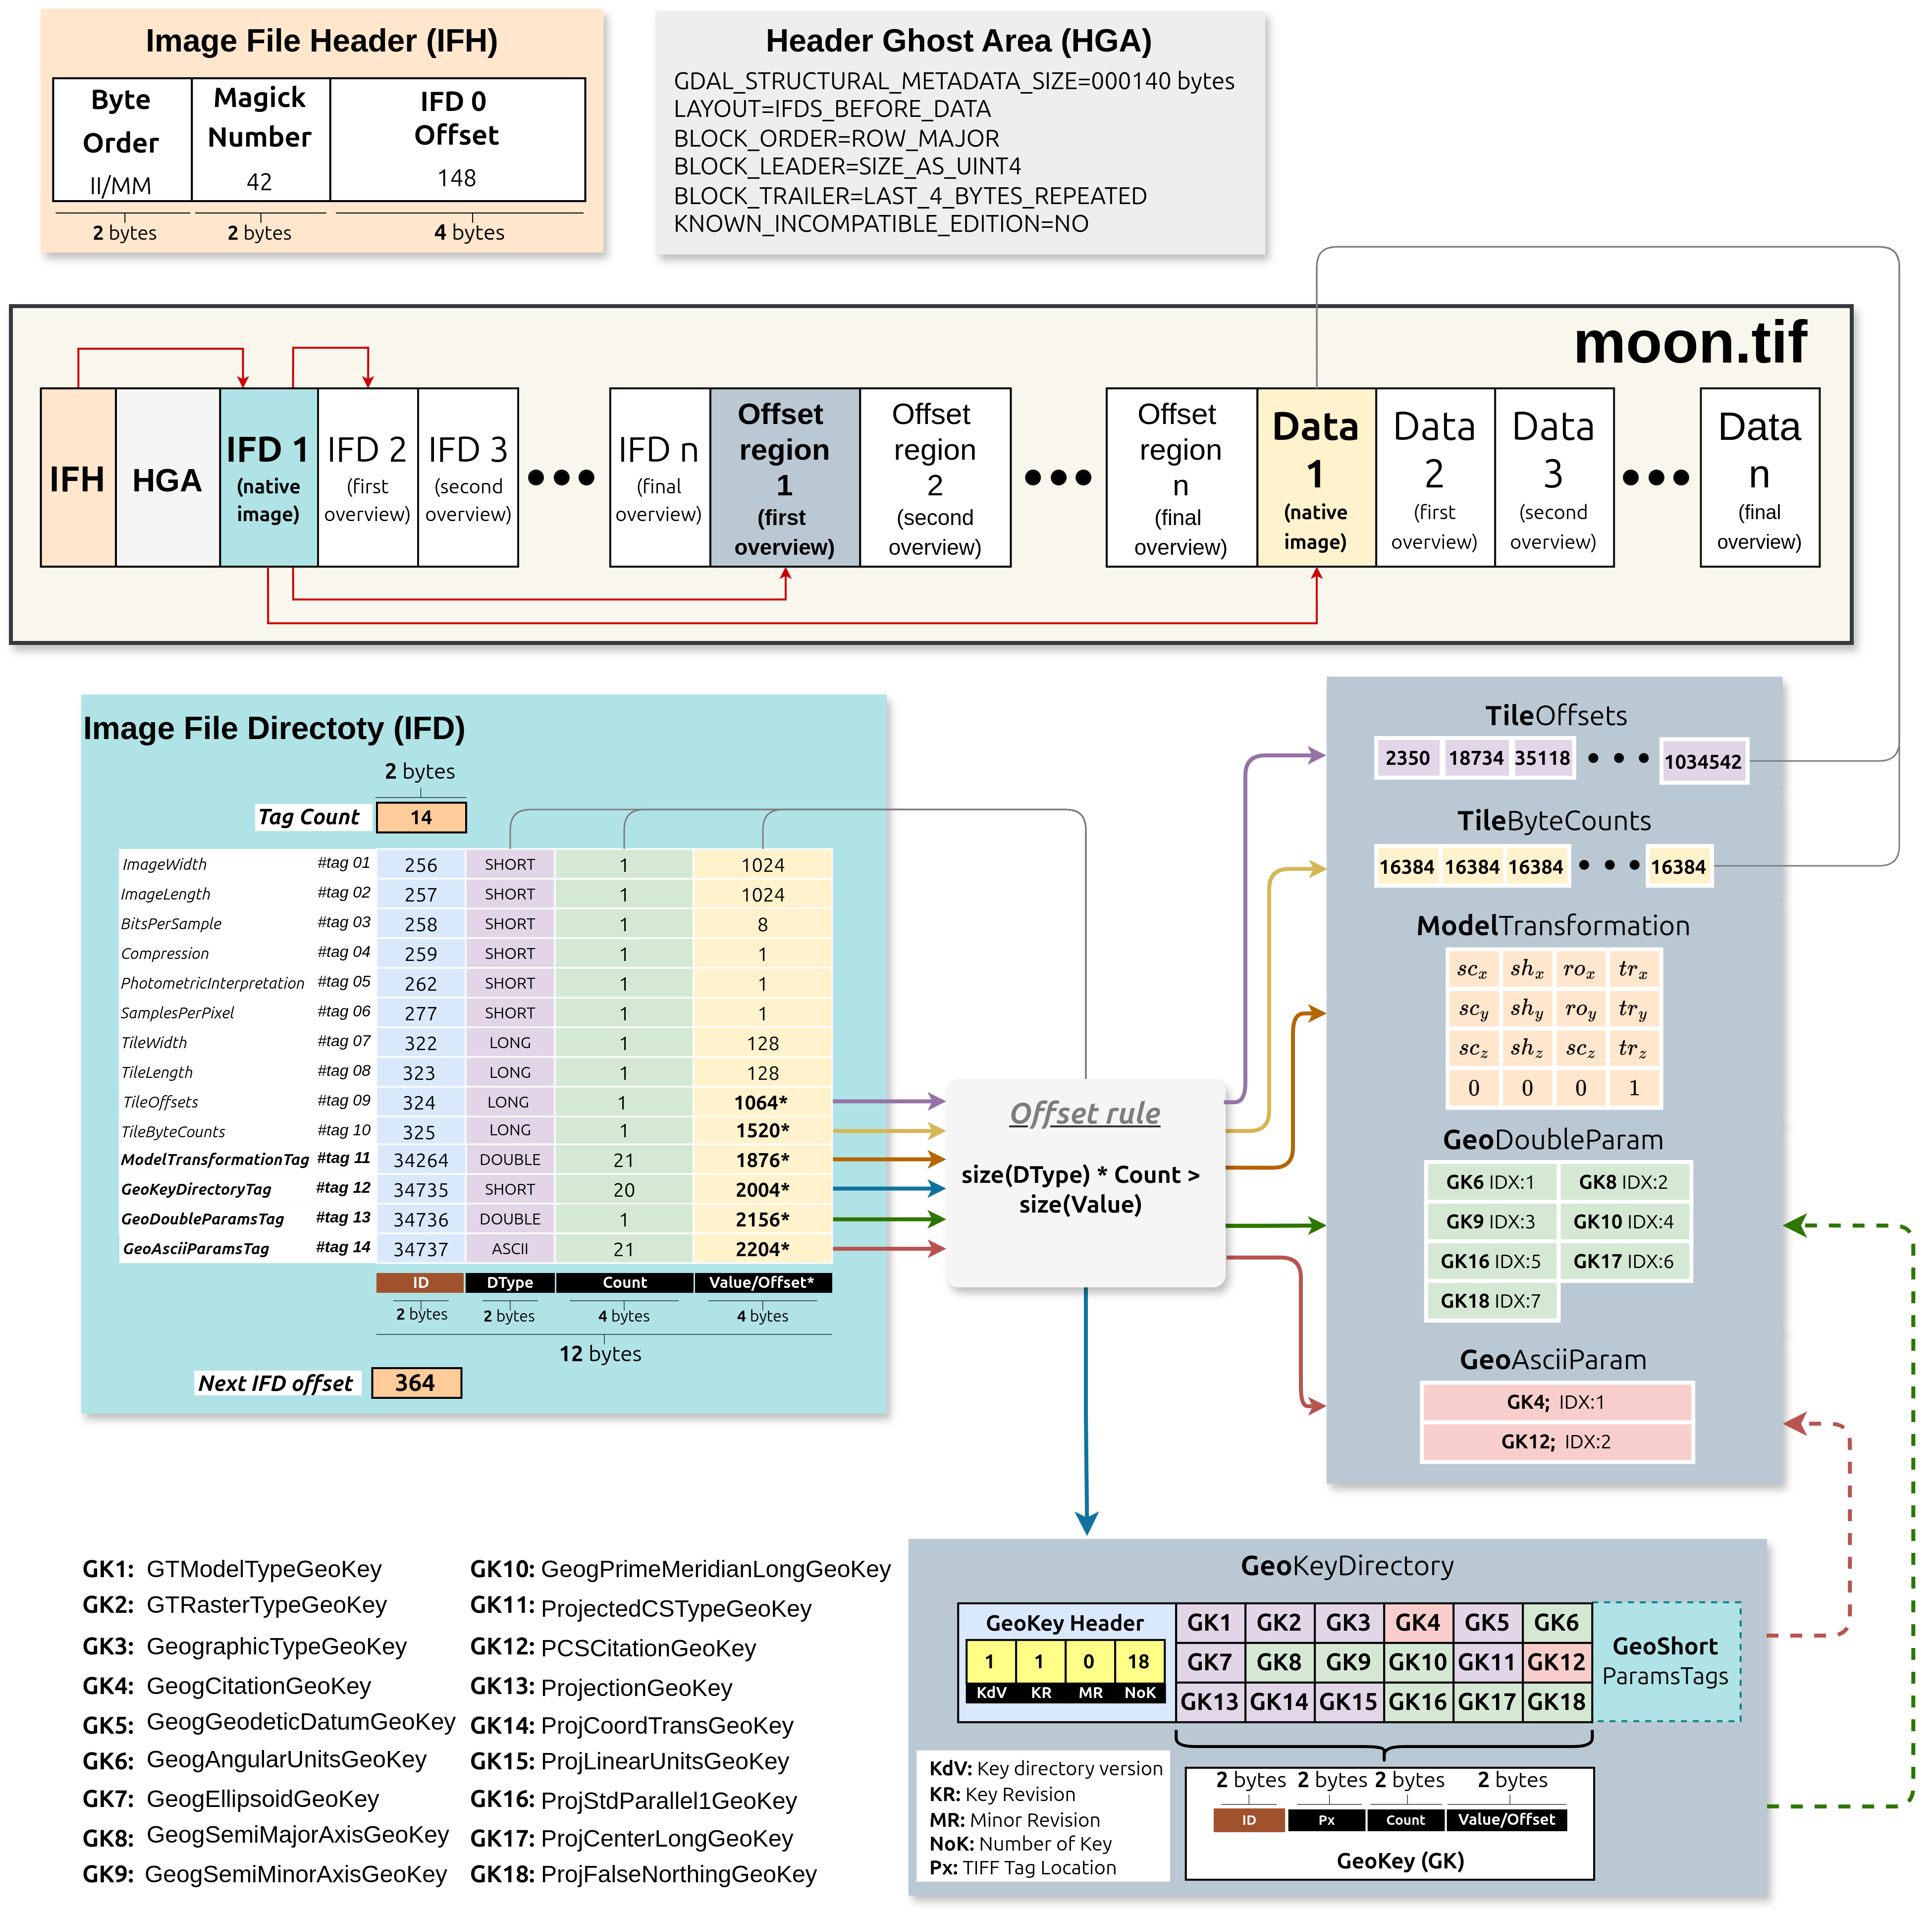 Image File Header (IFH)
Byte Order
II/MM
Magick Number
42
IFD 0 Offset
148
2 bytes
2 bytes
4 bytes
Header Ghost Area (HGA)
GDAL_STRUCTURAL_METADATA_SIZE=000140 bytes
LAYOUT=IFDS_BEFORE_DATA
BLOCK_ORDER=ROW_MAJOR
BLOCK_LEADER=SIZE_AS_UINT4
BLOCK_TRAILER=LAST_4_BYTES_REPEATED
KNOWN_INCOMPATIBLE_EDITION=NO
moon.tif
IFH
HGA
IFD 1
(native
image)
IFD 2
(first
overview)
IFD 3
(second
overview)
IFD n
(final
overview)
Offset
region
1
(first
overview)
Offset
region
2
(second
overview)
Offset
region
n
(final
overview)
Data
1
(native
image)
Data
2
(first
overview)
Data
3
(second
overview)
Data
n
(final
overview)
Image File Directoty (IFD)
2 bytes
Tag Count 14
ImageWidth #tag 01 256 SHORT 1 1024
ImageLength #tag 02 257 SHORT 1 1024
BitsPerSample #tag 03 258 SHORT 1 8
Compression #tag 04 259 SHORT 1 1
PhotometricInterpretation #tag 05 262 SHORT 1 1
SamplesPerPixel #tag 06 277 SHORT 1 1
TileWidth #tag 07 322 LONG 1 128
TileLength #tag 08 323 LONG 1 128
TileOffsets #tag 09 324 LONG 1 1064*
TileByteCounts #tag 10 325 LONG 1 1520*
ModelTransformationTag #tag 11 34264 DOUBLE 21 1876*
GeoKeyDirectoryTag #tag 12 34735 SHORT 20 2004*
GeoDoubleParamsTag #tag 13 34736 DOUBLE 1 2156*
GeoAsciiParamsTag #tag 14 34737 ASCII 21 2204*
ID DType Count Value/Offset*
2 bytes 2 bytes 4 bytes 4 bytes
12 bytes
Next IFD offset 364
Offset rule
size(DType) * Count >
size(Value)
TileOffsets
2350 18734 35118 1034542
TileByteCounts
16384 16384 16384 16384
ModelTransformation
sc_x sh_x ro_x tr_x
sc_y sh_y ro_y tr_y
sc_z sh_z sc_z tr_z
0 0 0 1
GeoDoubleParam
GK6 IDX:1 GK8 IDX:2
GK9 IDX:3 GK10 IDX:4
GK16 IDX:5 GK17 IDX:6
GK18 IDX:7
GeoAsciiParam
GK4; IDX:1
GK12; IDX:2
GK1: GTModelTypeGeoKey
GK2: GTRasterTypeGeoKey
GK3: GeographicTypeGeoKey
GK4: GeogCitationGeoKey
GK5: GeogGeodeticDatumGeoKey
GK6: GeogAngularUnitsGeoKey
GK7: GeogEllipsoidGeoKey
GK8: GeogSemiMajorAxisGeoKey
GK9: GeogSemiMinorAxisGeoKey
GK10: GeogPrimeMeridianLongGeoKey
GK11: ProjectedCSTypeGeoKey
GK12: PCSCitationGeoKey
GK13: ProjectionGeoKey
GK14: ProjCoordTransGeoKey
GK15: ProjLinearUnitsGeoKey
GK16: ProjStdParallel1GeoKey
GK17: ProjCenterLongGeoKey
GK18: ProjFalseNorthingGeoKey
GeoKeyDirectory
GeoKey Header
1 1 0 18
KdV KR MR NoK
GK1 GK2 GK3 GK4 GK5 GK6
GK7 GK8 GK9 GK10 GK11 GK12
GK13 GK14 GK15 GK16 GK17 GK18
GeoShort
ParamsTags
KdV: Key directory version
KR: Key Revision
MR: Minor Revision
NoK: Number of Key
Px: TIFF Tag Location
2 bytes 2 bytes 2 bytes 2 bytes
ID Px Count Value/Offset
GeoKey (GK)